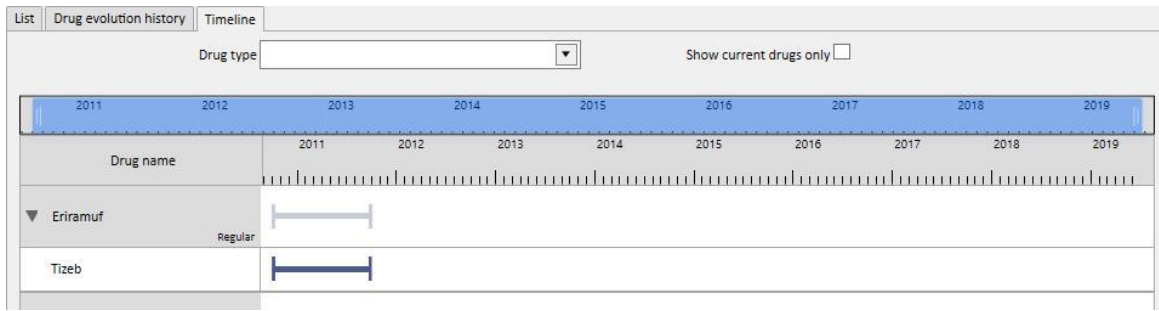 List Drug evolution history Timeline
Drug type Show current drugs only
2011 2012 2013 2014 2015 2016 2017 2018 2019
Drug name 2011 2012 2013 2014 2015 2016 2017 2018 2019
Eriramuf
Regular
Tizeb